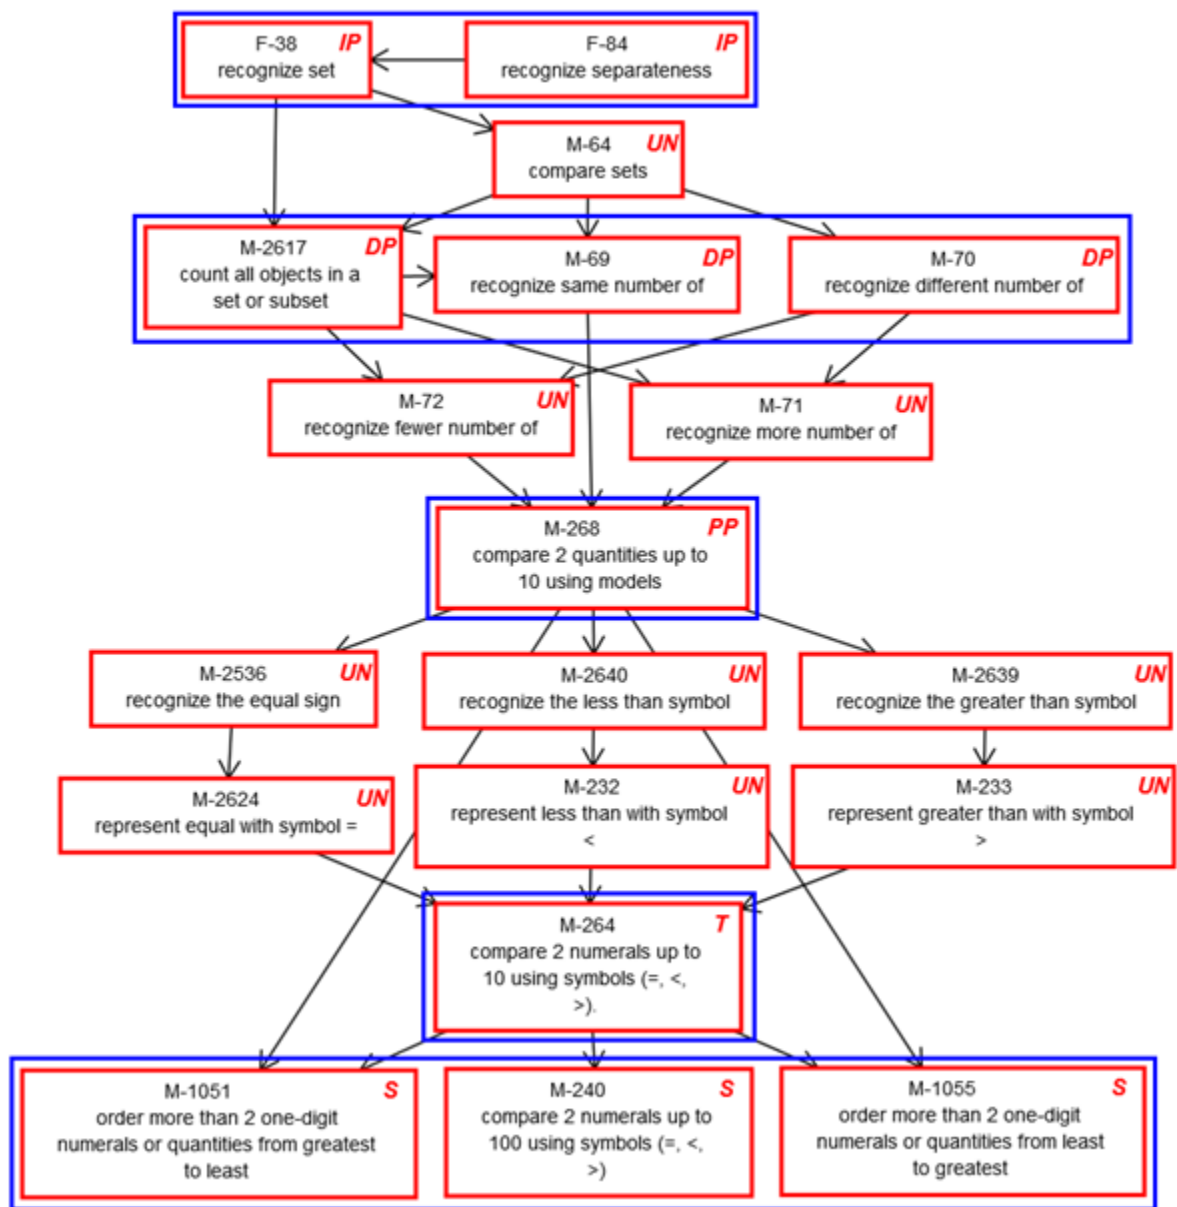 F-38 IP
recognize set
F-84 IP
recognize separateness
M-64 UN
compare sets
M-2617 DP
count all objects in a
set or subset
M-69 DP
recognize same number of
M-70 DP
recognize different number of
M-72 UN
recognize fewer number of
M-71 UN
recognize more number of
M-268 PP
compare 2 quantities up to
10 using models
M-2536 UN
recognize the equal sign
M-2640 UN
recognize the less than symbol
M-2639 UN
recognize the greater than symbol
M-2624 UN
represent equal with symbol =
M-232 UN
represent less than with symbol
<
M-233 UN
represent greater than with symbol
>
M-264 T
compare 2 numerals up to
10 using symbols (=, <,
>).
M-1051 S
order more than 2 one-digit
numerals or quantities from greatest
to least
M-240 S
compare 2 numerals up to
100 using symbols (=, <,
>)
M-1055 S
order more than 2 one-digit
numerals or quantities from least
to greatest